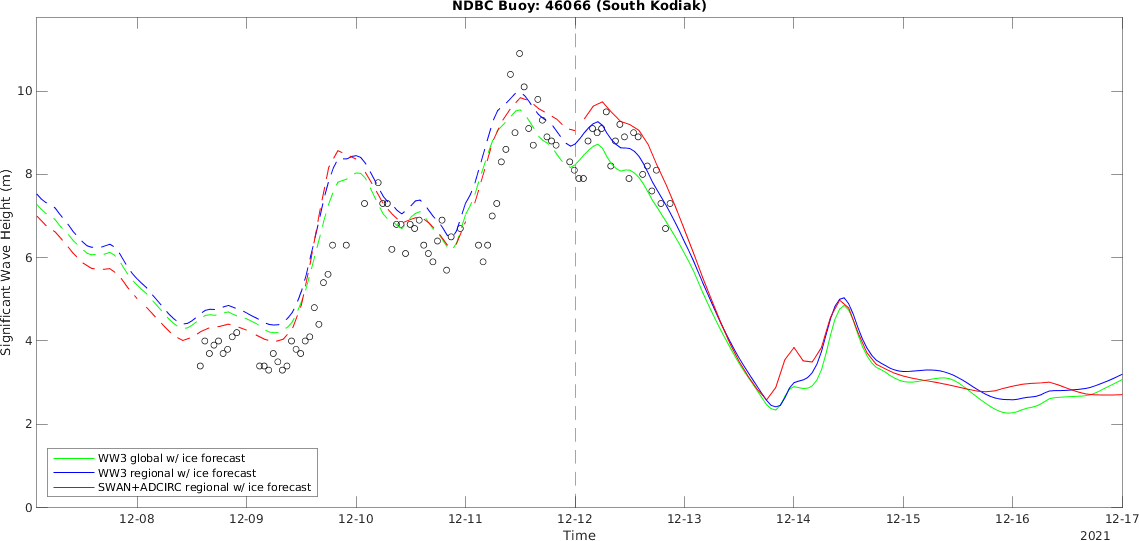 NDBC Buoy: 46066 (South Kodiak)
Significant Wave Height (m)
10
8
6
4
2
0
WW3 global w/ ice forecast
WW3 regional w/ ice forecast
SWAN+ADCIRC regional w/ ice forecast
12-08 12-09 12-10 12-11 12-12 12-13 12-14 12-15 12-16 12-17
Time
2021